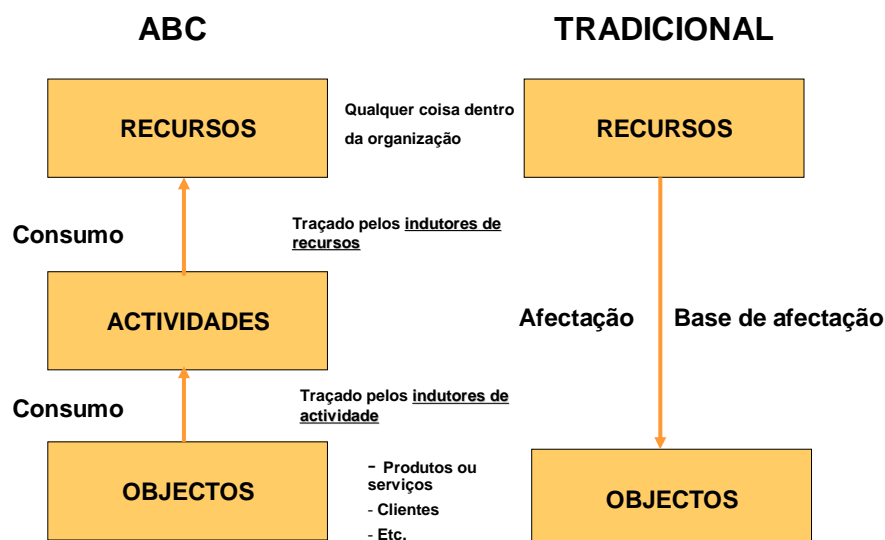 ABC
TRADICIONAL
RECURSOS
Qualquer coisa dentro
da organização
RECURSOS
Consumo
Traçado pelos indutores de
recursos
ACTIVIDADES
Afectação
Base de afectação
Consumo
Traçado pelos indutores de
actividade
OBJECTOS
- Produtos ou
serviços
- Clientes
- Etc.
OBJECTOS